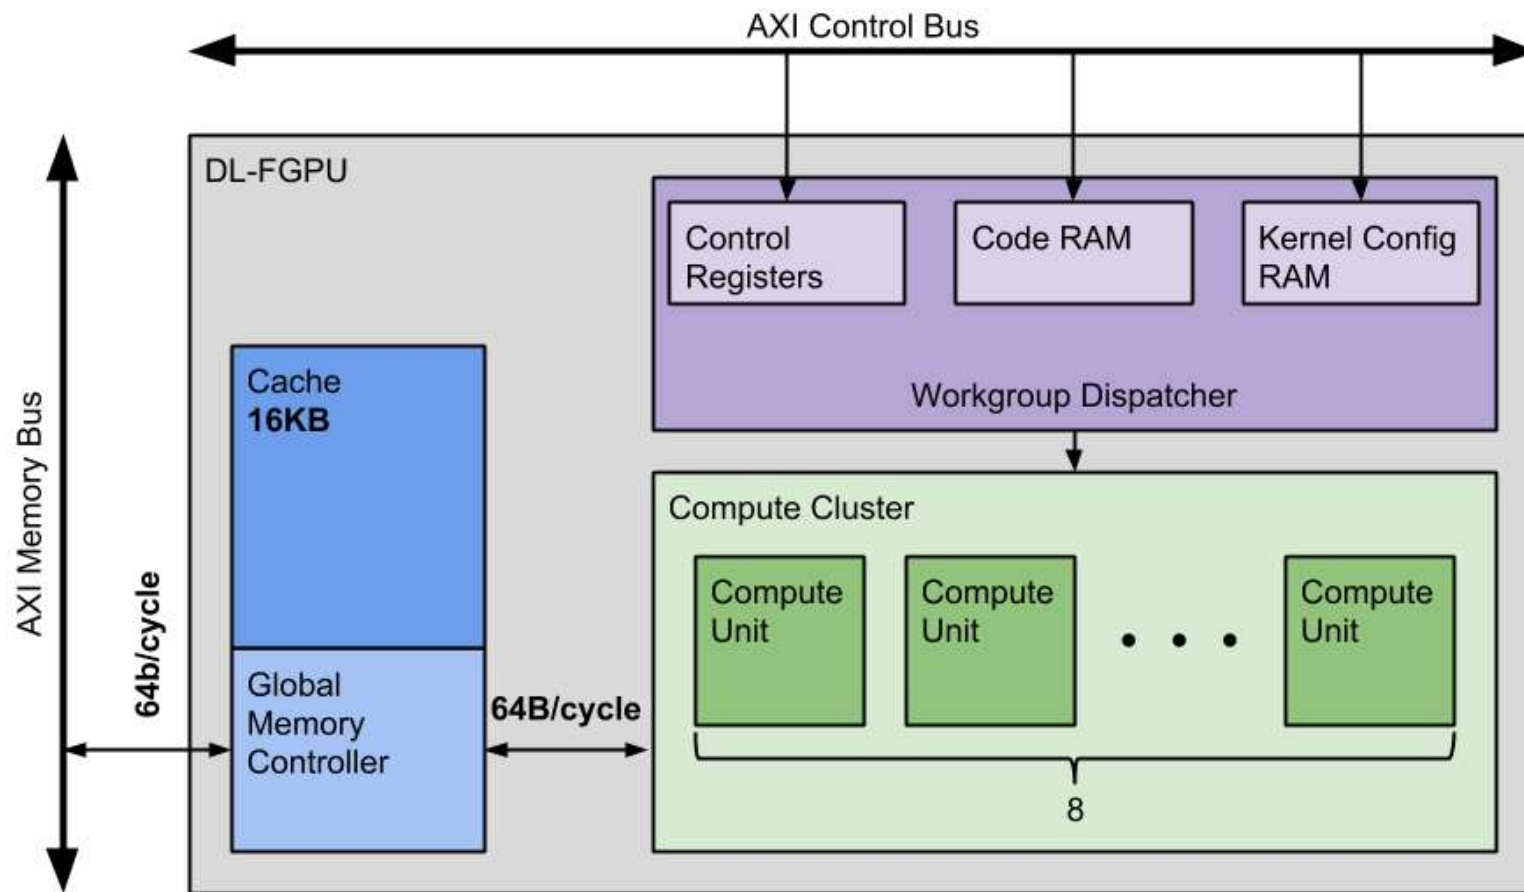 AXI Control Bus
DL-FGPU
Control
Registers
Code RAM
Kernel Config
RAM
Workgroup Dispatcher
Cache
16KB
Global
Memory
Controller
AXI Memory Bus
64b/cycle
64B/cycle
Compute Cluster
Compute
Unit
Compute
Unit
Compute
Unit
8